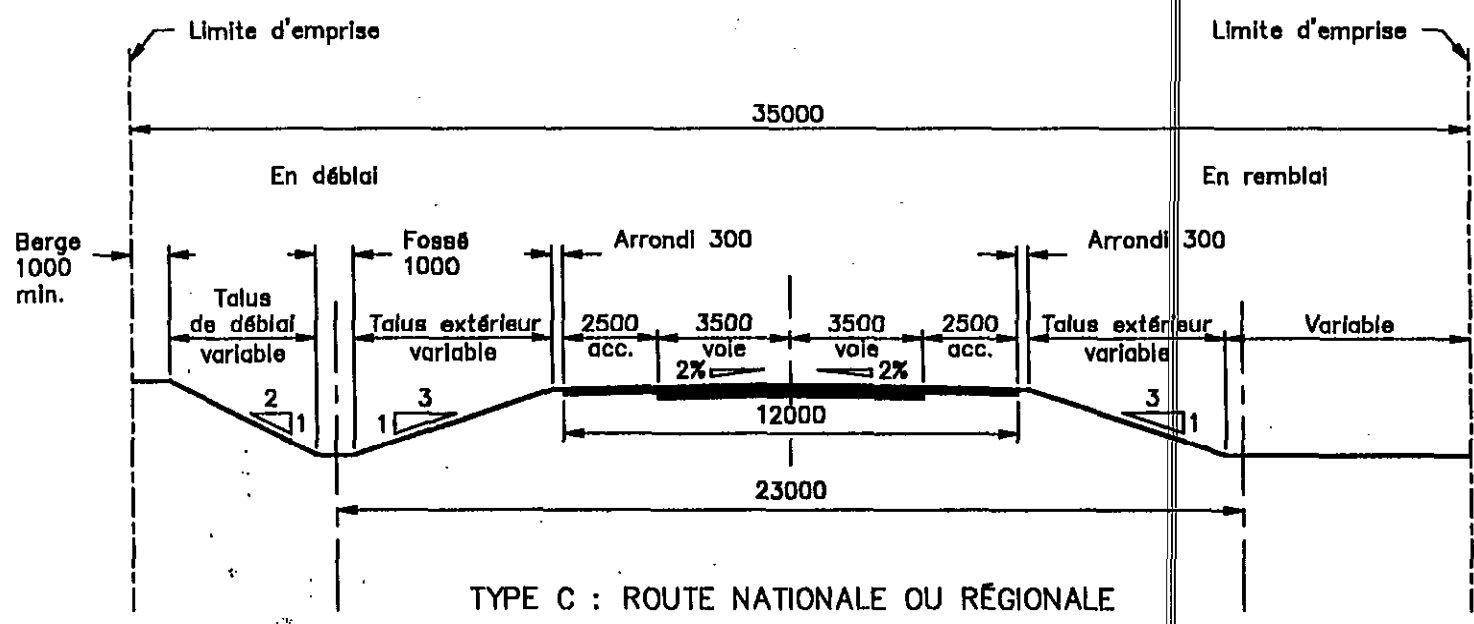 Limite d'emprise
Limite d'emprise
35000
En déblai
En remblai
Berge
1000
min.
Fossé
1000
Arrondi 300
Arrondi 300
Talus
de déblai
variable
Talus extérieur
variable
2500
acc.
3500
voie
3500
voie
2500
acc.
Talus extérieur
variable
Variable
2%
2%
2
1
1
3
3
1
12000
23000
TYPE C : ROUTE NATIONALE OU RÉGIONALE